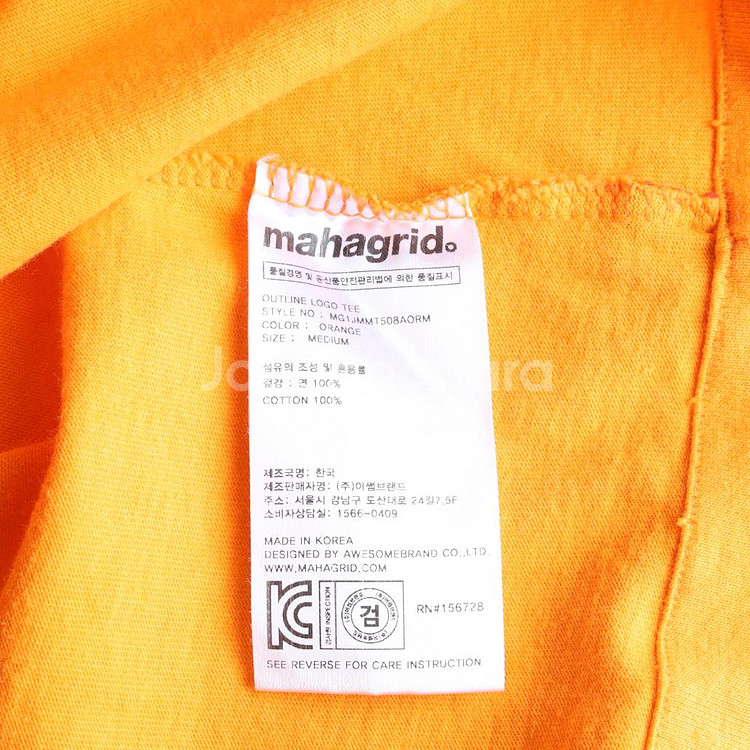 mahagrid.
품질경영 및 공산품안전관리법에 의한 품질표시
OUTLINE LOGO TEE
STYLE NO : MG1JMMT508AORM
COLOR : ORANGE
SIZE : MEDIUM
섬유의 조성 및 혼용률
겉감 : 면 100%
COTTON 100%
제조국명: 한국
제조판매자명: (주)어썸브랜드
주소: 서울시 강남구 도산대로 24길7,5F
소비자상담실: 1566-0409
MADE IN KOREA
DESIGNED BY AWESOMEBRAND CO.,LTD.
WWW.MAHAGRID.COM
검사필 INSPECTION
검
RN#156728
SEE REVERSE FOR CARE INSTRUCTION